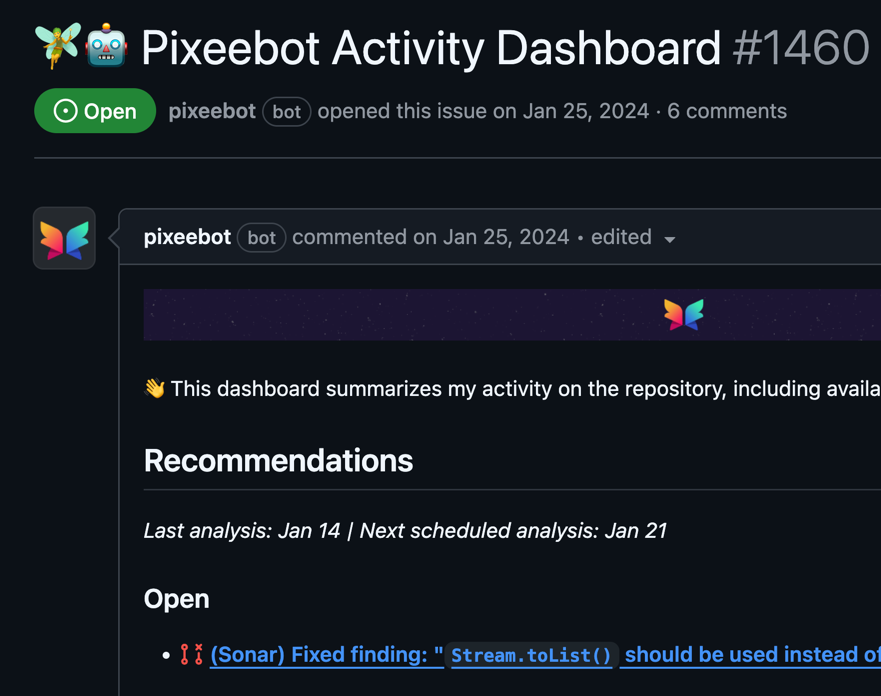 🧚🤖 Pixeebot Activity Dashboard #1460
Open pixeebot bot opened this issue on Jan 25, 2024 · 6 comments
pixeebot bot commented on Jan 25, 2024 • edited
👋 This dashboard summarizes my activity on the repository, including availa
Recommendations
Last analysis: Jan 14 | Next scheduled analysis: Jan 21
Open
• (Sonar) Fixed finding: "Stream.toList() should be used instead of